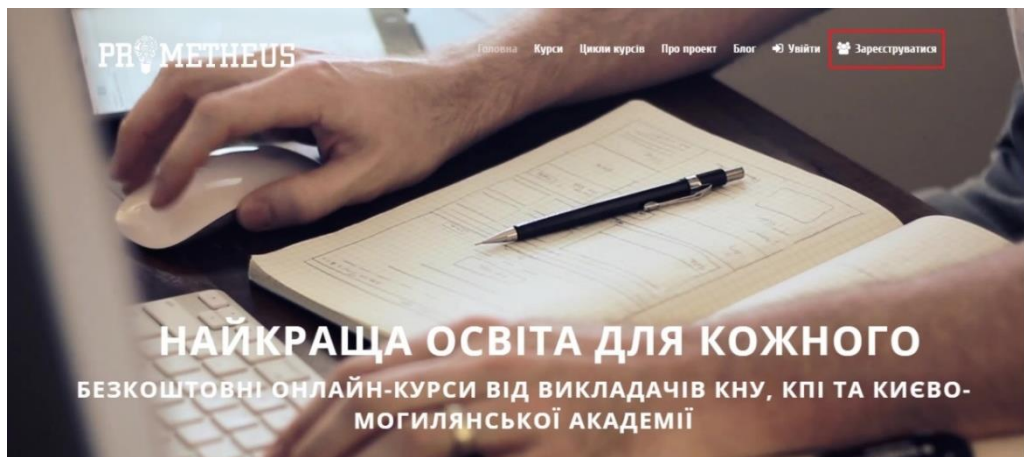 PROMETHEUS
Головна Курси Цикли курсів Про проект Блог Увійти Зареєструватися
НАЙКРАЩА ОСВІТА ДЛЯ КОЖНОГО
БЕЗКОШТОВНІ ОНЛАЙН-КУРСИ ВІД ВИКЛАДАЧІВ КНУ, КПІ ТА КИЄВО-
МОГИЛЯНСЬКОЇ АКАДЕМІЇ